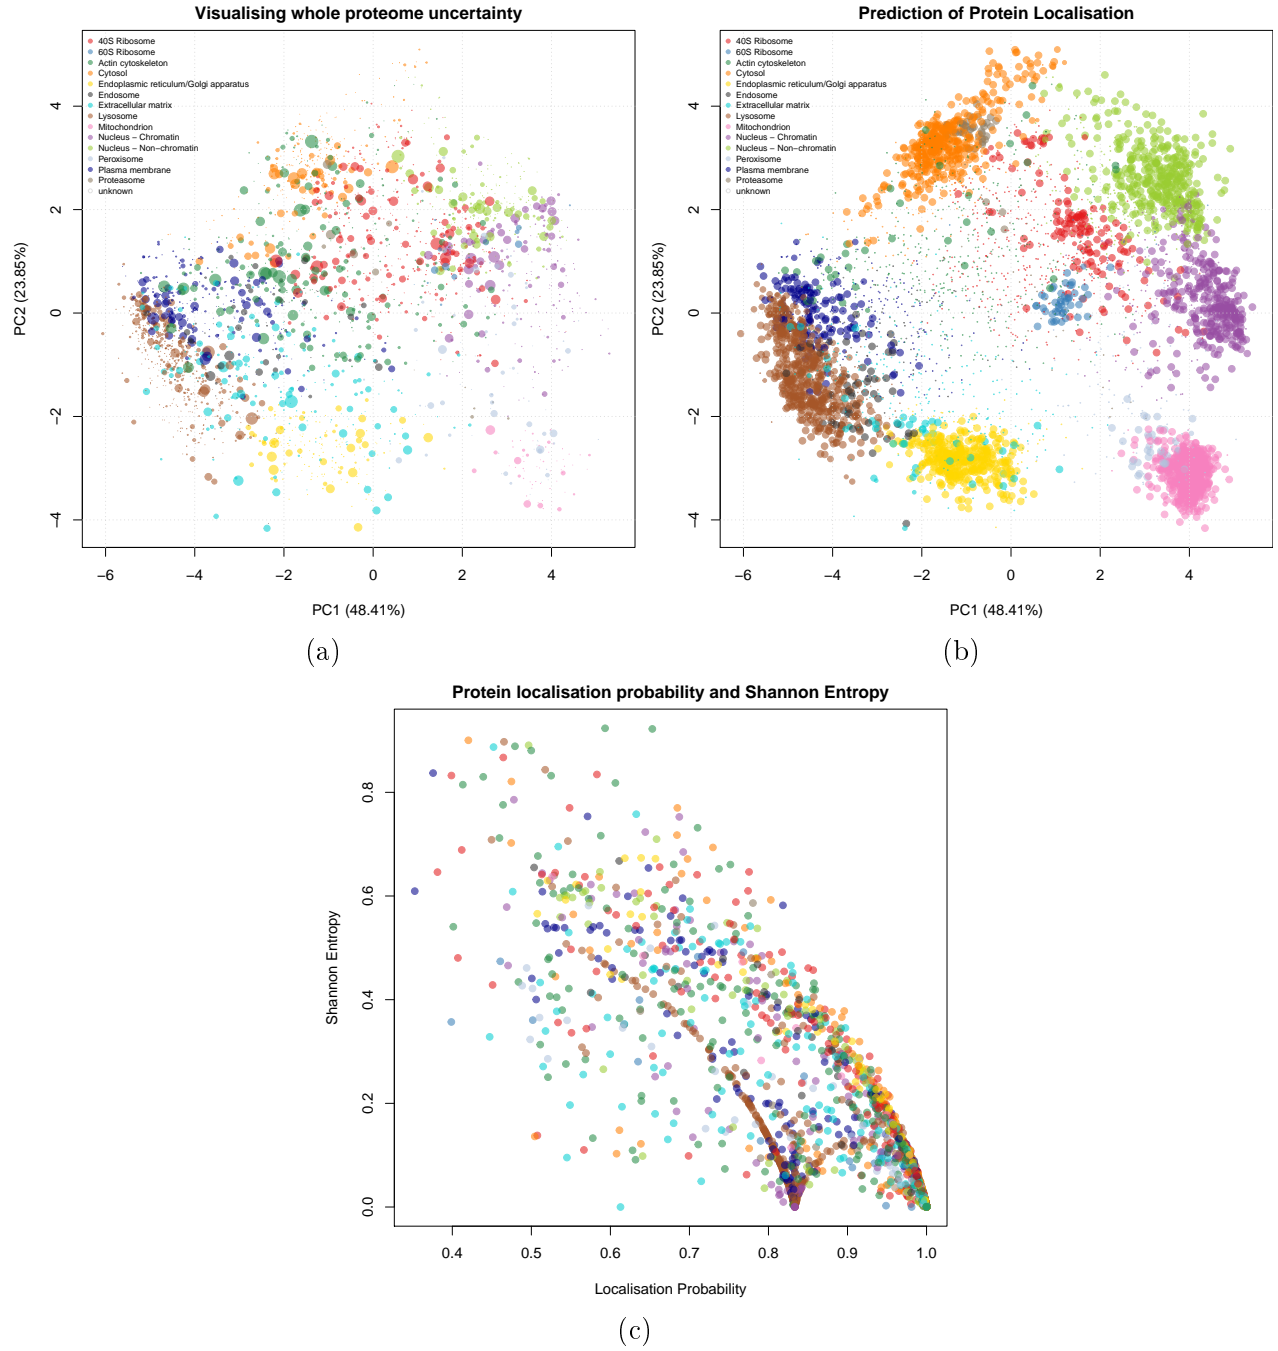 Visualising whole proteome uncertainty
40S Ribosome
60S Ribosome
Actin cytoskeleton
Cytosol
Endoplasmic reticulum/Golgi apparatus
Endosome
Extracellular matrix
Lysosome
Mitochondrion
Nucleus − Chromatin
Nucleus − Non−chromatin
Peroxisome
Plasma membrane
Proteasome
unknown
PC2 (23.85%)
4
2
0
−2
−4
−6 −4 −2 0 2 4
PC1 (48.41%)
(a)
Prediction of Protein Localisation
40S Ribosome
60S Ribosome
Actin cytoskeleton
Cytosol
Endoplasmic reticulum/Golgi apparatus
Endosome
Extracellular matrix
Lysosome
Mitochondrion
Nucleus − Chromatin
Nucleus − Non−chromatin
Peroxisome
Plasma membrane
Proteasome
unknown
PC2 (23.85%)
4
2
0
−2
−4
−6 −4 −2 0 2 4
PC1 (48.41%)
(b)
Protein localisation probability and Shannon Entropy
Shannon Entropy
0.8
0.6
0.4
0.2
0.0
0.4 0.5 0.6 0.7 0.8 0.9 1.0
Localisation Probability
(c)